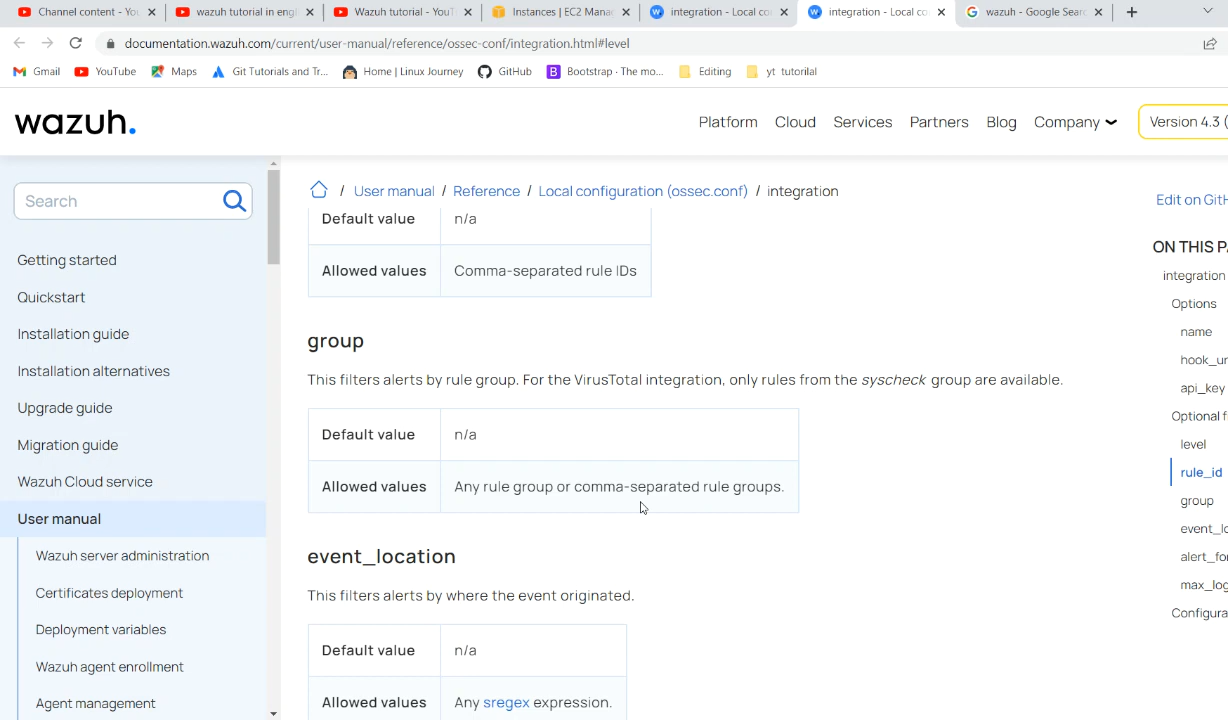 Channel content - You
wazuh tutorial in engl
Wazuh tutorial - YouT
Instances | EC2 Mana
integration - Local co
integration - Local co
wazuh - Google Searc
documentation.wazuh.com/current/user-manual/reference/ossec-conf/integration.html#level
Gmail
YouTube
Maps
Git Tutorials and Tr...
Home | Linux Journey
GitHub
Bootstrap · The mo...
Editing
yt tutorilal
wazuh.
Platform
Cloud
Services
Partners
Blog
Company
Version 4.3 (
Search
Getting started
Quickstart
Installation guide
Installation alternatives
Upgrade guide
Migration guide
Wazuh Cloud service
User manual
Wazuh server administration
Certificates deployment
Deployment variables
Wazuh agent enrollment
Agent management
/ User manual / Reference / Local configuration (ossec.conf) / integration
Default value n/a
Allowed values Comma-separated rule IDs
group
This filters alerts by rule group. For the VirusTotal integration, only rules from the syscheck group are available.
Default value n/a
Allowed values Any rule group or comma-separated rule groups.
event_location
This filters alerts by where the event originated.
Default value n/a
Allowed values Any sregex expression.
Edit on GitH
ON THIS PA
integration
Options
name
hook_ur
api_key
Optional f
level
rule_id
group
event_lo
alert_for
max_log
Configura